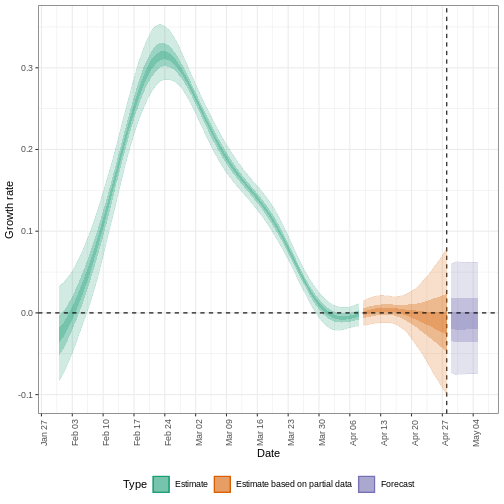 Growth rate
0.3
0.2
0.1
0.0
-0.1
Jan 27
Feb 03
Feb 10
Feb 17
Feb 24
Mar 02
Mar 09
Mar 16
Mar 23
Mar 30
Apr 06
Apr 13
Apr 20
Apr 27
May 04
Date
Type Estimate Estimate based on partial data Forecast